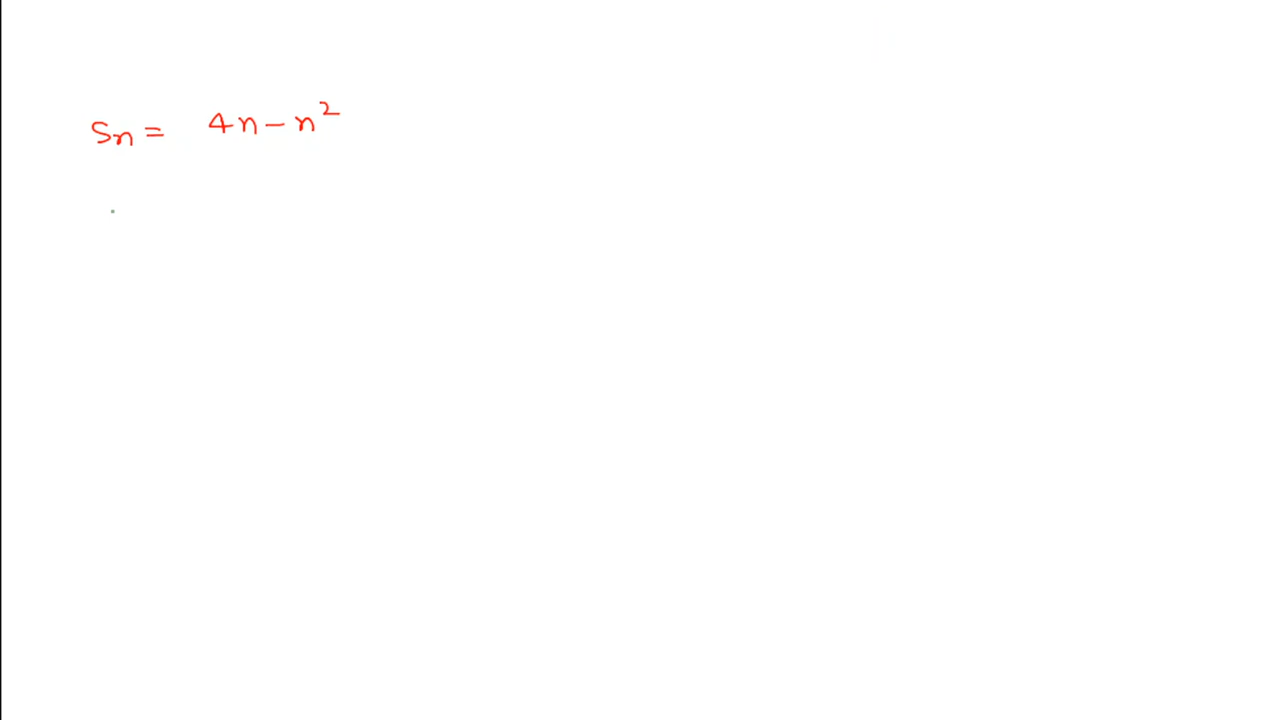 Sn = 4n - n²